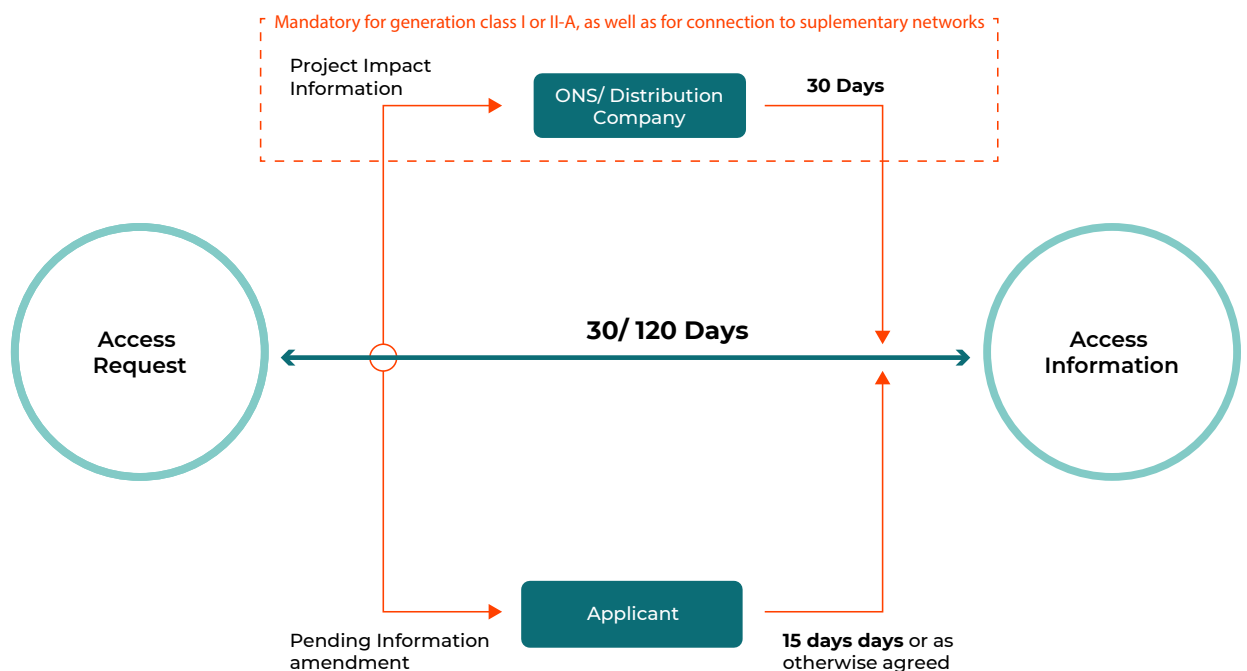 Mandatory for generation class I or II-A, as well as for connection to suplementary networks
Project Impact
Information
ONS/ Distribution
Company
30 Days
Access
Request
30/ 120 Days
Access
Information
Applicant
Pending Information
amendment
15 days days or as
otherwise agreed